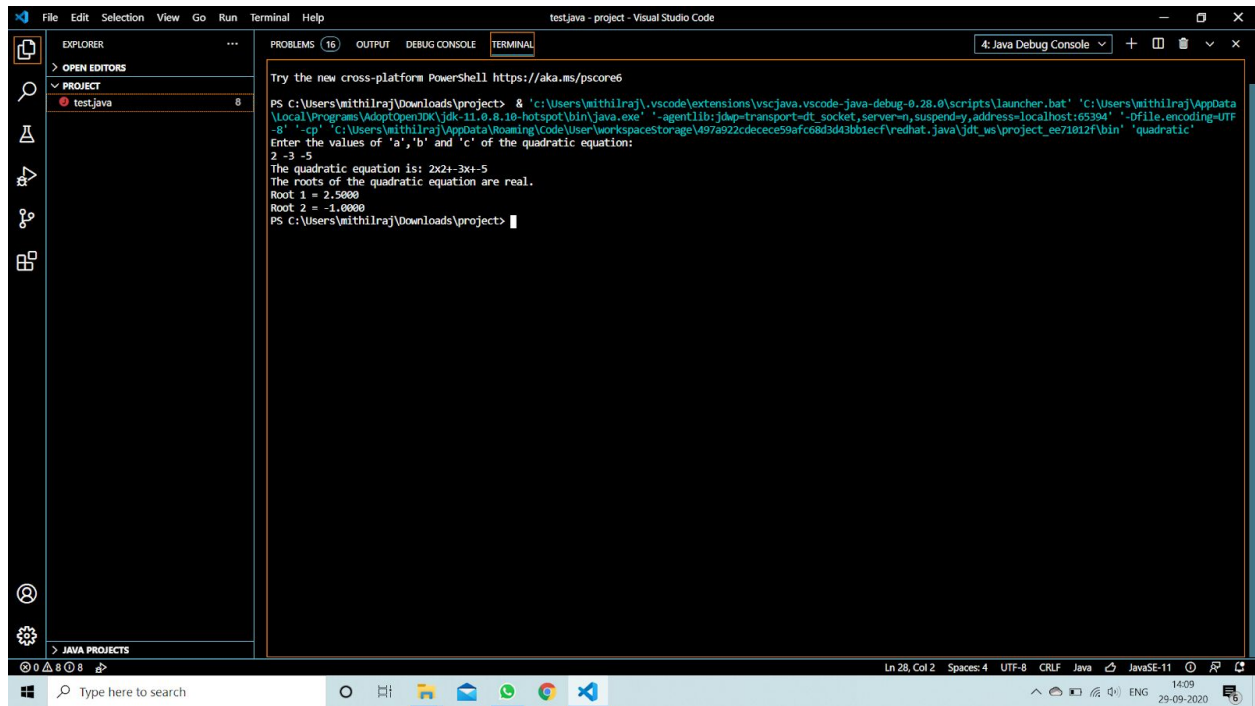 File Edit Selection View Go Run Terminal Help
test.java - project - Visual Studio Code
EXPLORER
OPEN EDITORS
PROJECT
test.java 8
JAVA PROJECTS
PROBLEMS 16 OUTPUT DEBUG CONSOLE TERMINAL
4: Java Debug Console
Try the new cross-platform PowerShell https://aka.ms/pscore6
PS C:\Users\mithilraj\Downloads\project> & 'c:\Users\mithilraj\.vscode\extensions\vscjava.vscode-java-debug-0.28.0\scripts\launcher.bat' 'C:\Users\mithilraj\AppData
\Local\Programs\AdoptOpenJDK\jdk-11.0.8.10-hotspot\bin\java.exe' '-agentlib:jdwp=transport=dt_socket,server=n,suspend=y,address=localhost:65394' '-Dfile.encoding=UTF
-8' '-cp' 'C:\Users\mithilraj\AppData\Roaming\Code\User\workspaceStorage\497a922cdecece59afc68d3d43bb1ecf\redhat.java\jdt_ws\project_ee71012f\bin' 'quadratic'
Enter the values of 'a','b' and 'c' of the quadratic equation:
2 -3 -5
The quadratic equation is: 2x2+-3x+-5
The roots of the quadratic equation are real.
Root 1 = 2.5000
Root 2 = -1.0000
PS C:\Users\mithilraj\Downloads\project>
0 8 8
Ln 28, Col 2 Spaces: 4 UTF-8 CRLF Java JavaSE-11
Type here to search
ENG
14:09
29-09-2020
6